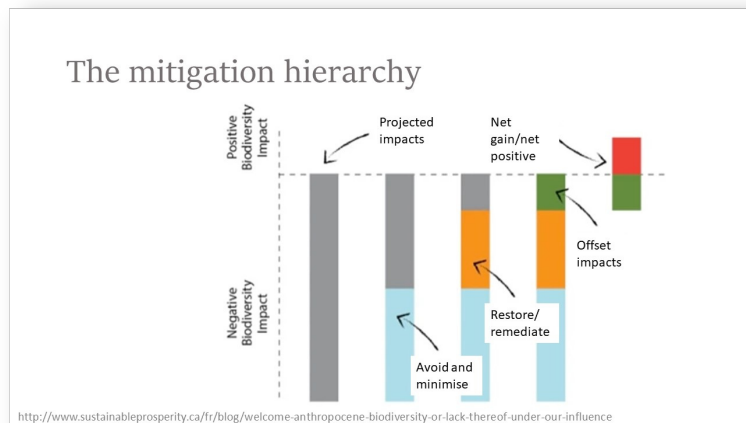 The mitigation hierarchy
Positive
Biodiversity
Impact
Projected
impacts
Net
gain/net
positive
Offset
impacts
Negative
Biodiversity
Impact
Restore/
remediate
Avoid and
minimise
http://www.sustainableprosperity.ca/fr/blog/welcome-anthropocene-biodiversity-or-lack-thereof-under-our-influence